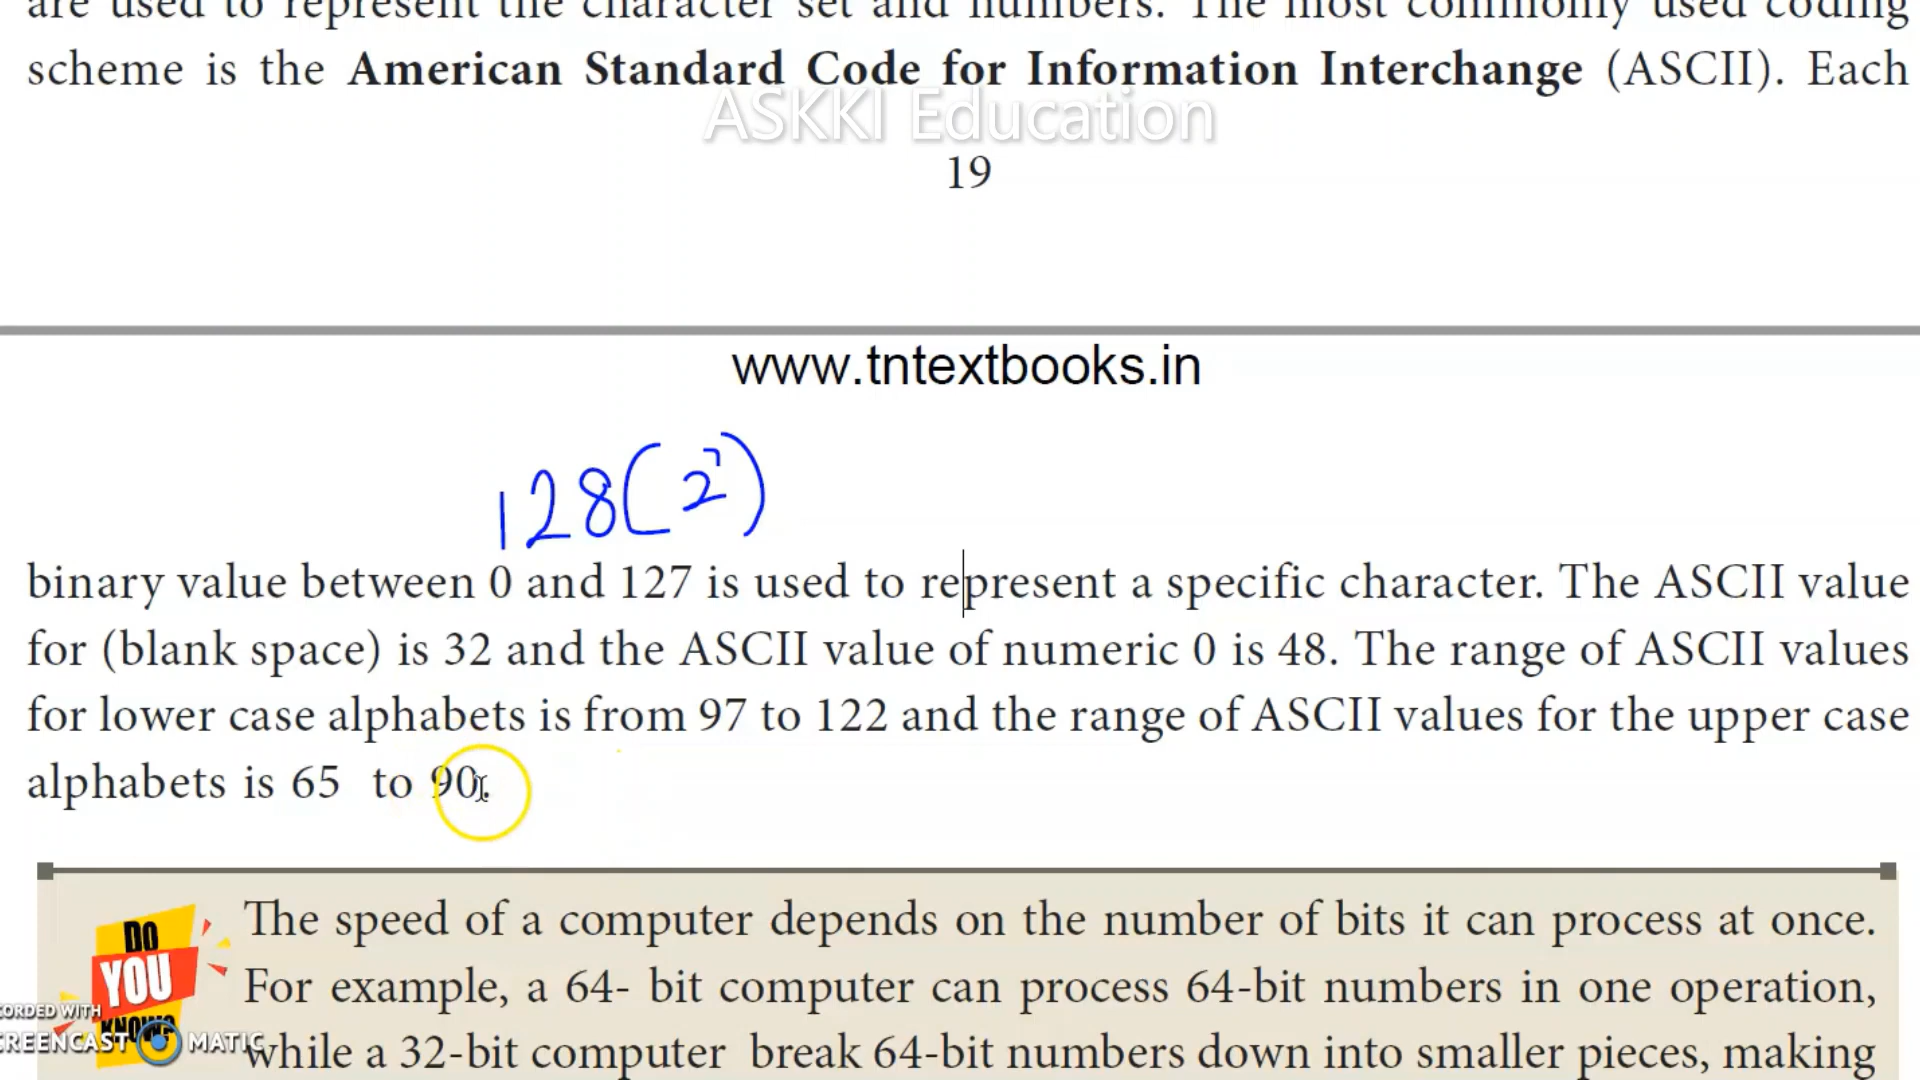 are used to represent the character set and numbers. The most commonly used coding
scheme is the American Standard Code for Information Interchange (ASCII). Each
ASKKI Education
19
www.tntextbooks.in
128(2⁷)
binary value between 0 and 127 is used to represent a specific character. The ASCII value
for (blank space) is 32 and the ASCII value of numeric 0 is 48. The range of ASCII values
for lower case alphabets is from 97 to 122 and the range of ASCII values for the upper case
alphabets is 65 to 90.
DO
YOU
KNOW?
The speed of a computer depends on the number of bits it can process at once.
For example, a 64- bit computer can process 64-bit numbers in one operation,
while a 32-bit computer break 64-bit numbers down into smaller pieces, making
CORDED WITH
CREENCAST MATIC